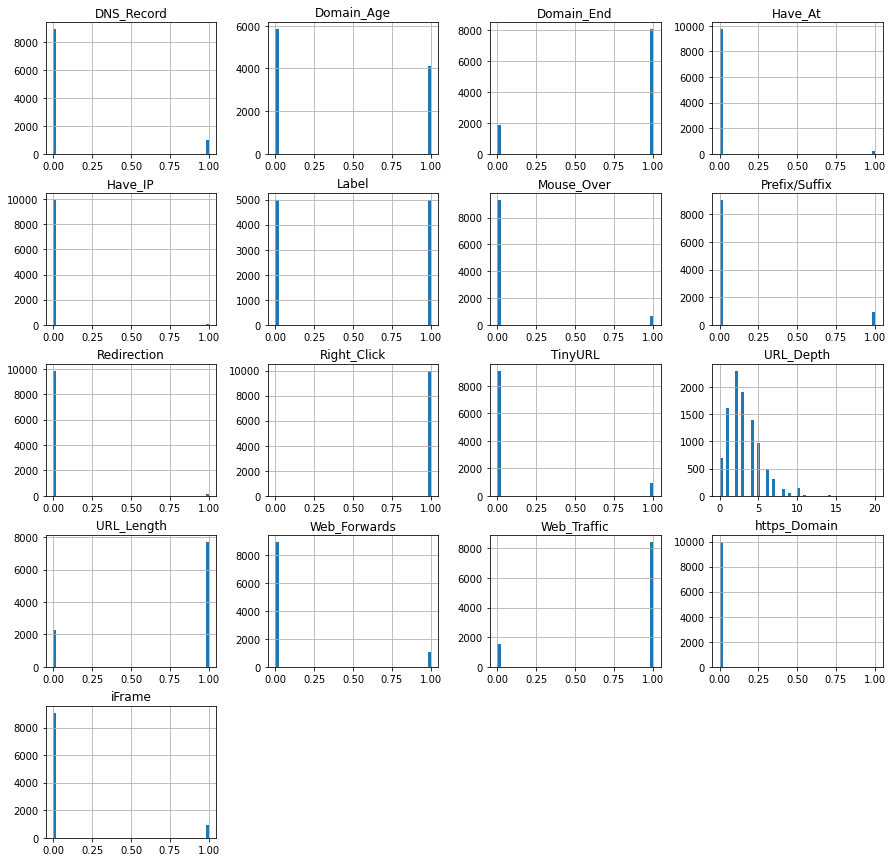 DNS_Record Domain_Age Domain_End Have_At
8000 6000 8000 10000
6000 4000 6000 8000
4000 2000 4000 6000
2000 0 2000 4000
0 0 2000
0
0.00 0.25 0.50 0.75 1.00 0.00 0.25 0.50 0.75 1.00 0.00 0.25 0.50 0.75 1.00 0.00 0.25 0.50 0.75 1.00
Have_IP Label Mouse_Over Prefix/Suffix
10000 5000 8000 8000
8000 4000 6000 6000
6000 3000 4000 4000
4000 2000 2000 2000
2000 1000 0 0
0 0
0.00 0.25 0.50 0.75 1.00 0.00 0.25 0.50 0.75 1.00 0.00 0.25 0.50 0.75 1.00 0.00 0.25 0.50 0.75 1.00
Redirection Right_Click TinyURL URL_Depth
10000 10000 8000 2000
8000 8000 6000 1500
6000 6000 4000 1000
4000 4000 2000 500
2000 2000 0 0
0 0
0.00 0.25 0.50 0.75 1.00 0.00 0.25 0.50 0.75 1.00 0.00 0.25 0.50 0.75 1.00 0 5 10 15 20
URL_Length Web_Forwards Web_Traffic https_Domain
8000 8000 8000 10000
6000 6000 6000 8000
4000 4000 4000 6000
2000 2000 2000 4000
0 0 0 2000
0
0.00 0.25 0.50 0.75 1.00 0.00 0.25 0.50 0.75 1.00 0.00 0.25 0.50 0.75 1.00 0.00 0.25 0.50 0.75 1.00
iFrame
8000
6000
4000
2000
0
0.00 0.25 0.50 0.75 1.00